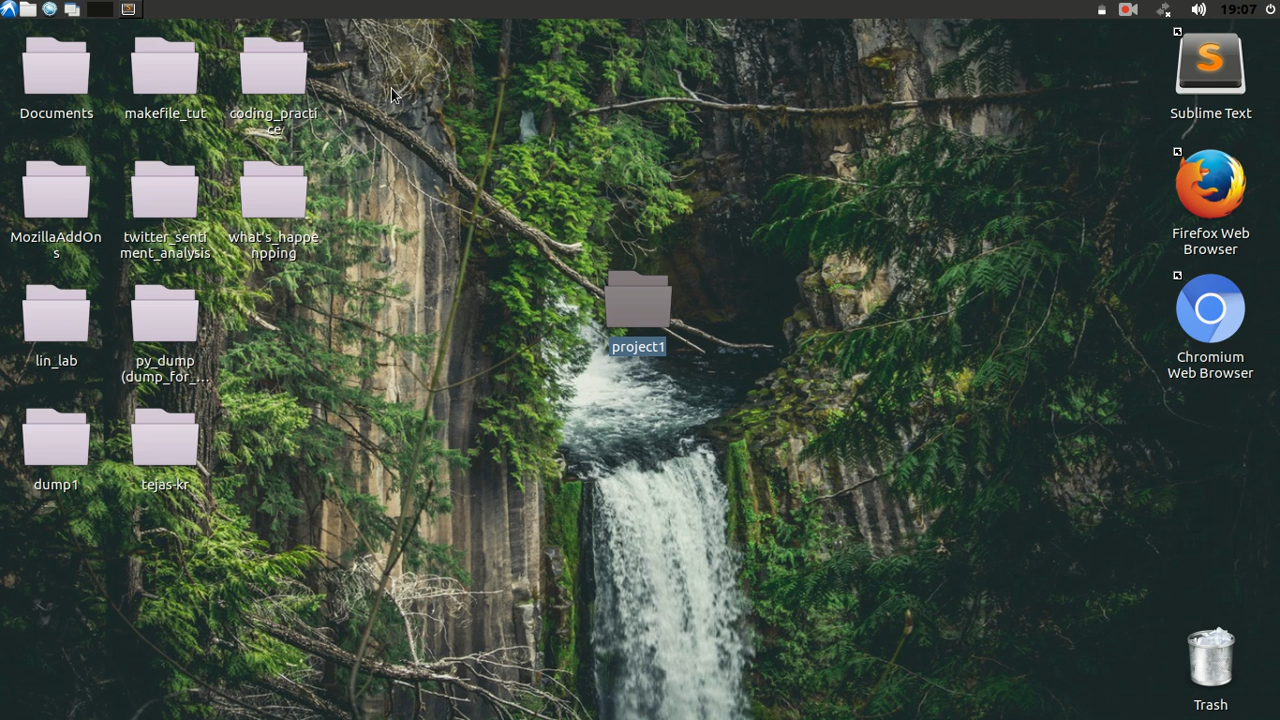 19:07
Documents
makefile_tut
coding_practi
ce
Sublime Text
MozillaAddOn
s
twitter_senti
ment_analysis
what's_happe
npping
Firefox Web
Browser
project1
lin_lab
py_dump
(dump_for_...
Chromium
Web Browser
dump1
tejas-kr
Trash